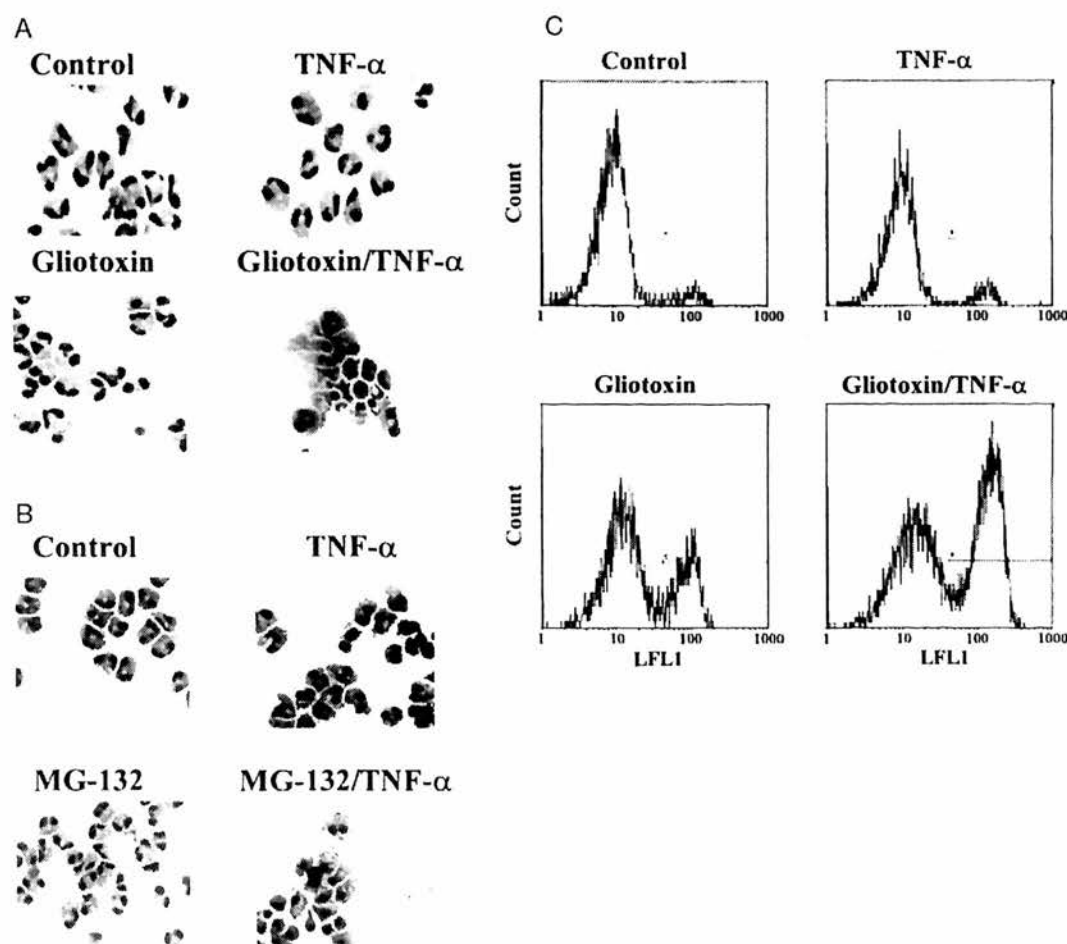 A
Control TNF-α
Gliotoxin Gliotoxin/TNF-α
B
Control TNF-α
MG-132 MG-132/TNF-α
C
Control TNF-α
Count
1 10 100 1000 1 10 100 1000
Gliotoxin Gliotoxin/TNF-α
Count
1 10 100 1000 1 10 100 1000
LFL1 LFL1